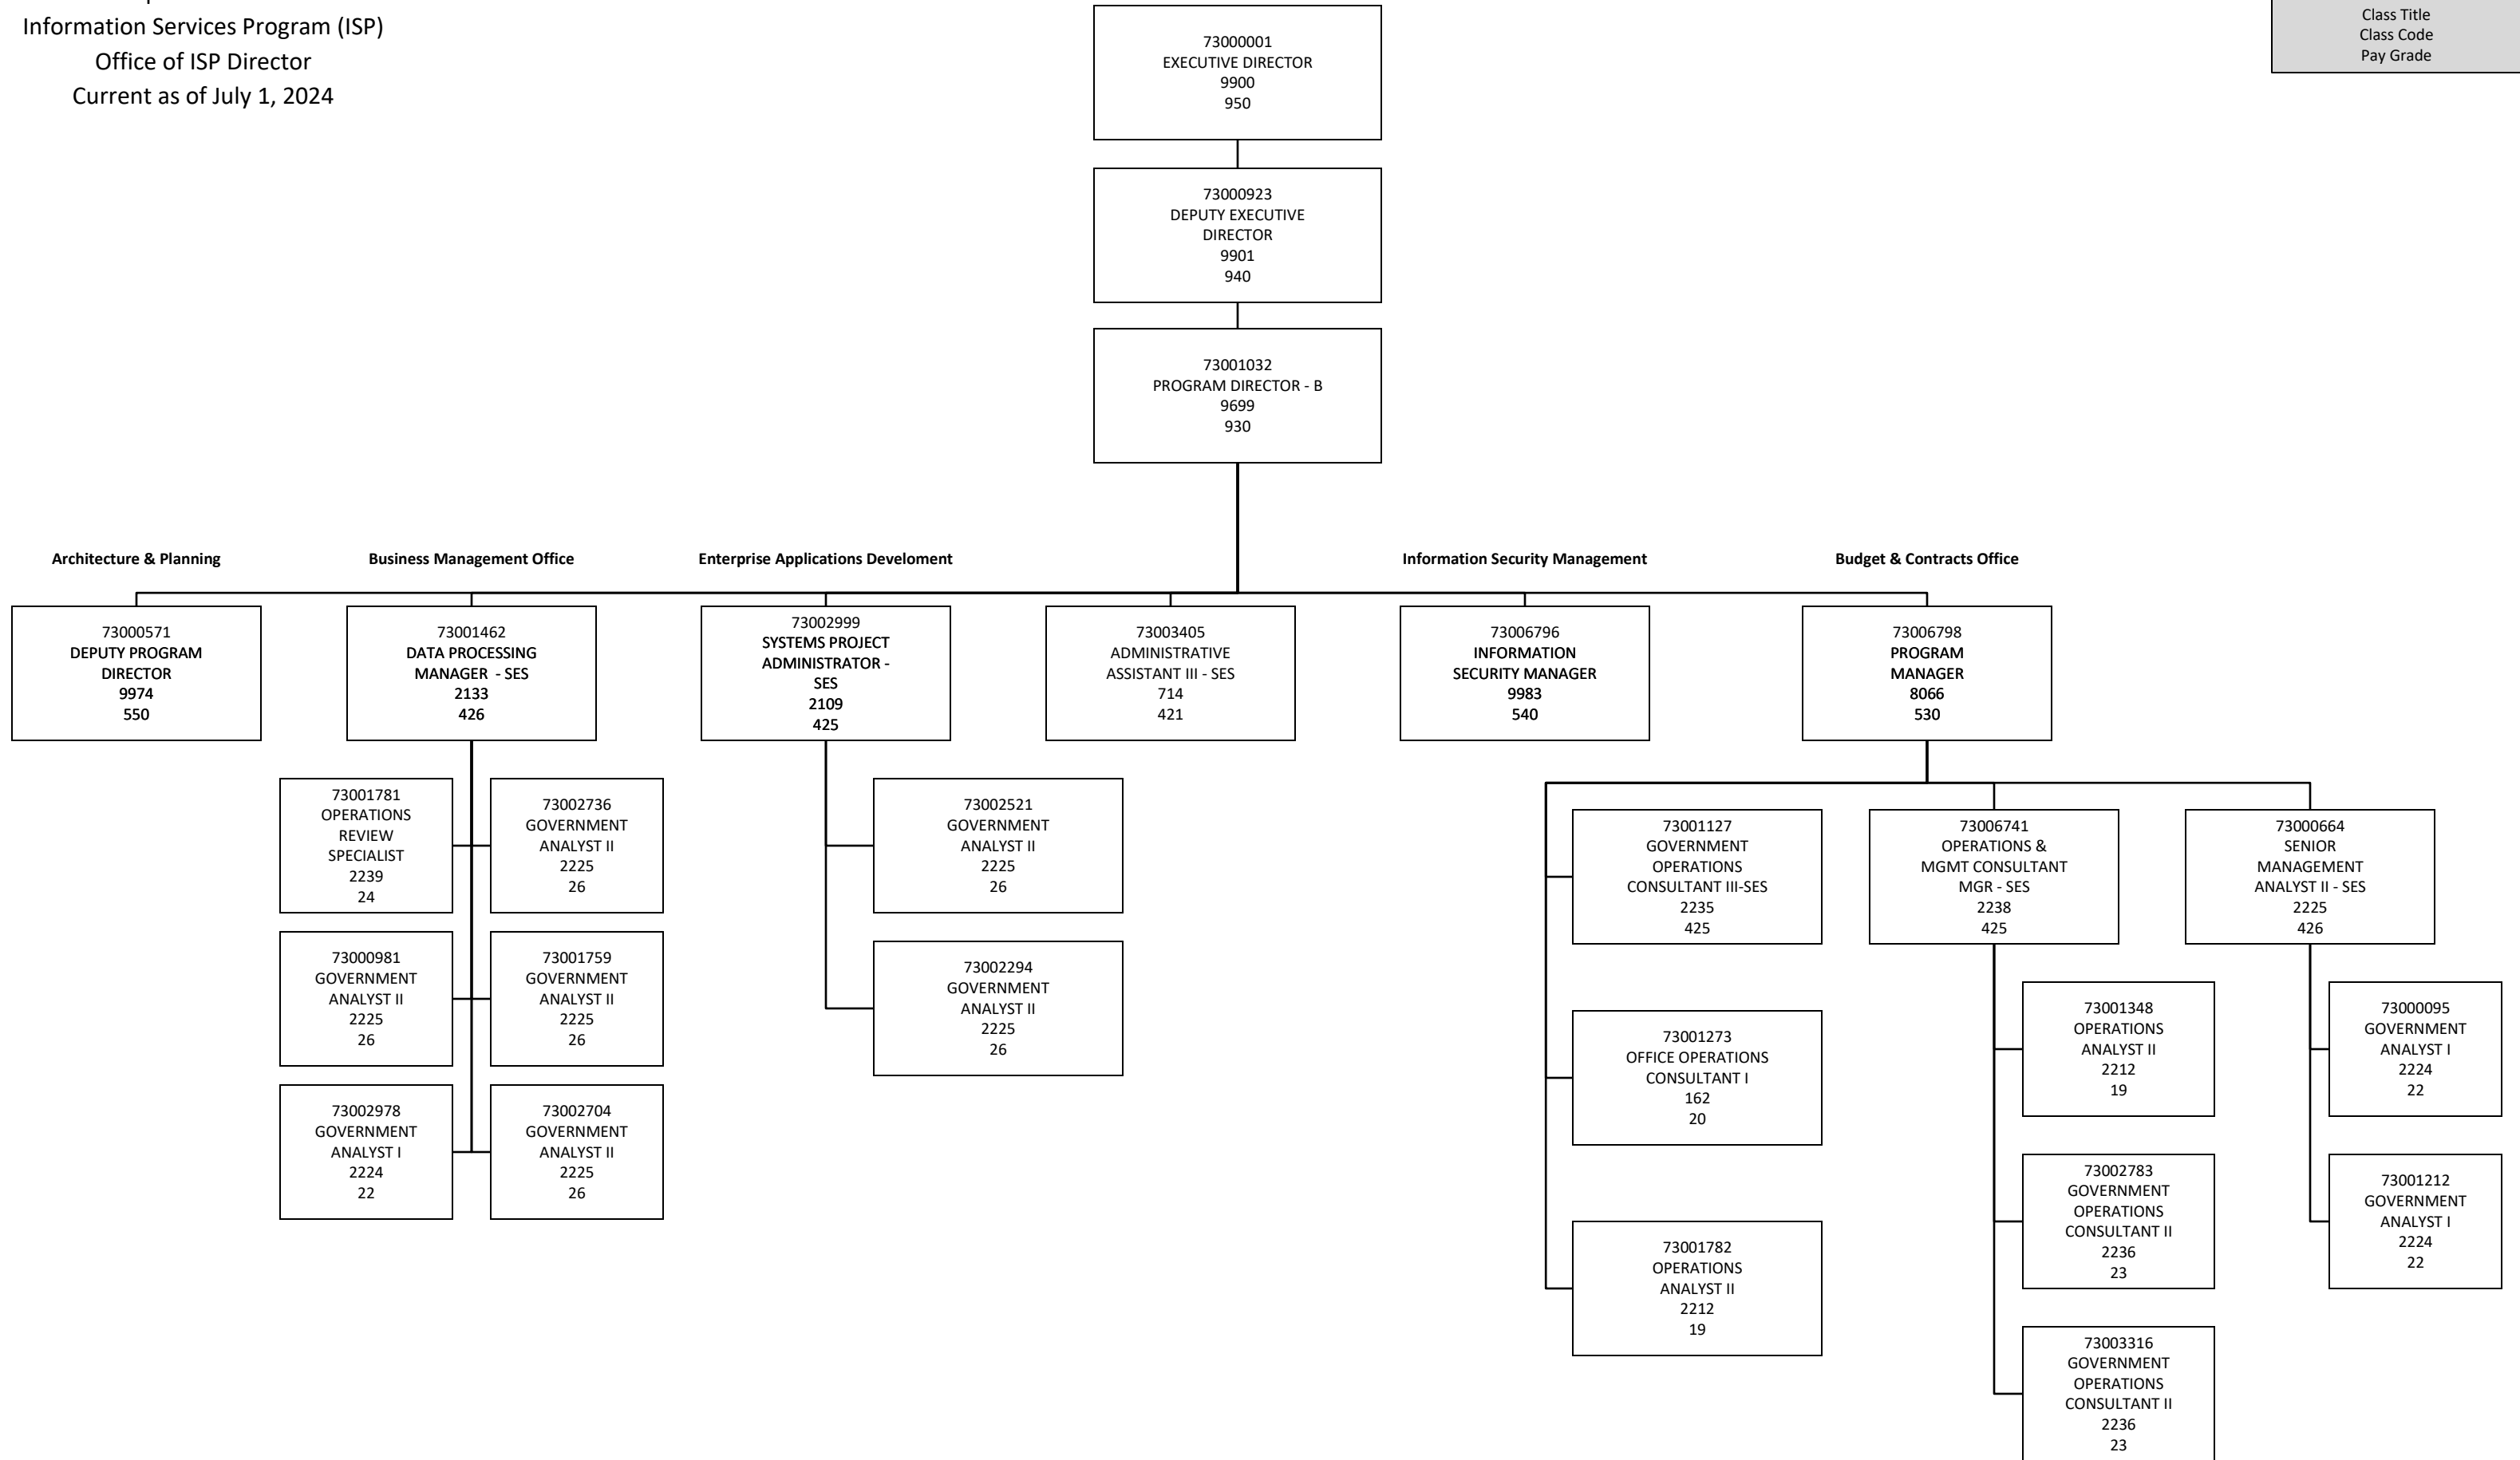 Information Services Program (ISP)
Office of ISP Director
Current as of July 1, 2024
Class Title
Class Code
Pay Grade
73000001
EXECUTIVE DIRECTOR
9900
950
73000923
DEPUTY EXECUTIVE
DIRECTOR
9901
940
73001032
PROGRAM DIRECTOR - B
9699
930
Architecture & Planning
Business Management Office
Enterprise Applications Develoment
Information Security Management
Budget & Contracts Office
73000571
DEPUTY PROGRAM
DIRECTOR
9974
550
73001462
DATA PROCESSING
MANAGER - SES
2133
426
73002999
SYSTEMS PROJECT
ADMINISTRATOR -
SES
2109
425
73003405
ADMINISTRATIVE
ASSISTANT III - SES
714
421
73006796
INFORMATION
SECURITY MANAGER
9983
540
73006798
PROGRAM
MANAGER
8066
530
73001781
OPERATIONS
REVIEW
SPECIALIST
2239
24
73002736
GOVERNMENT
ANALYST II
2225
26
73000981
GOVERNMENT
ANALYST II
2225
26
73001759
GOVERNMENT
ANALYST II
2225
26
73002978
GOVERNMENT
ANALYST I
2224
22
73002704
GOVERNMENT
ANALYST II
2225
26
73002521
GOVERNMENT
ANALYST II
2225
26
73002294
GOVERNMENT
ANALYST II
2225
26
73001127
GOVERNMENT
OPERATIONS
CONSULTANT III-SES
2235
425
73001273
OFFICE OPERATIONS
CONSULTANT I
162
20
73001782
OPERATIONS
ANALYST II
2212
19
73006741
OPERATIONS &
MGMT CONSULTANT
MGR - SES
2238
425
73001348
OPERATIONS
ANALYST II
2212
19
73002783
GOVERNMENT
OPERATIONS
CONSULTANT II
2236
23
73003316
GOVERNMENT
OPERATIONS
CONSULTANT II
2236
23
73000664
SENIOR
MANAGEMENT
ANALYST II - SES
2225
426
73000095
GOVERNMENT
ANALYST I
2224
22
73001212
GOVERNMENT
ANALYST I
2224
22